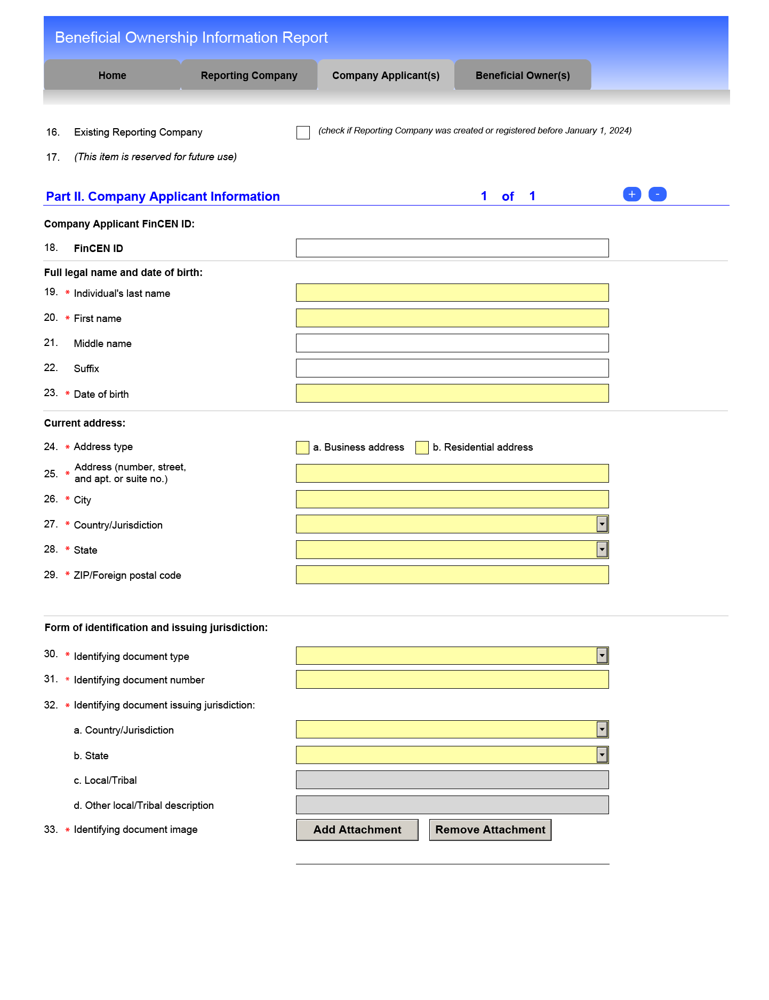 Beneficial Ownership Information Report
Home Reporting Company Company Applicant(s) Beneficial Owner(s)
16. Existing Reporting Company (check if Reporting Company was created or registered before January 1, 2024)
17. (This item is reserved for future use)
Part II. Company Applicant Information 1 of 1 + -
Company Applicant FinCEN ID:
18. FinCEN ID
Full legal name and date of birth:
19. * Individual's last name
20. * First name
21. Middle name
22. Suffix
23. * Date of birth
Current address:
24. * Address type a. Business address b. Residential address
25. * Address (number, street,
and apt. or suite no.)
26. * City
27. * Country/Jurisdiction
28. * State
29. * ZIP/Foreign postal code
Form of identification and issuing jurisdiction:
30. * Identifying document type
31. * Identifying document number
32. * Identifying document issuing jurisdiction:
a. Country/Jurisdiction
b. State
c. Local/Tribal
d. Other local/Tribal description
33. * Identifying document image Add Attachment Remove Attachment